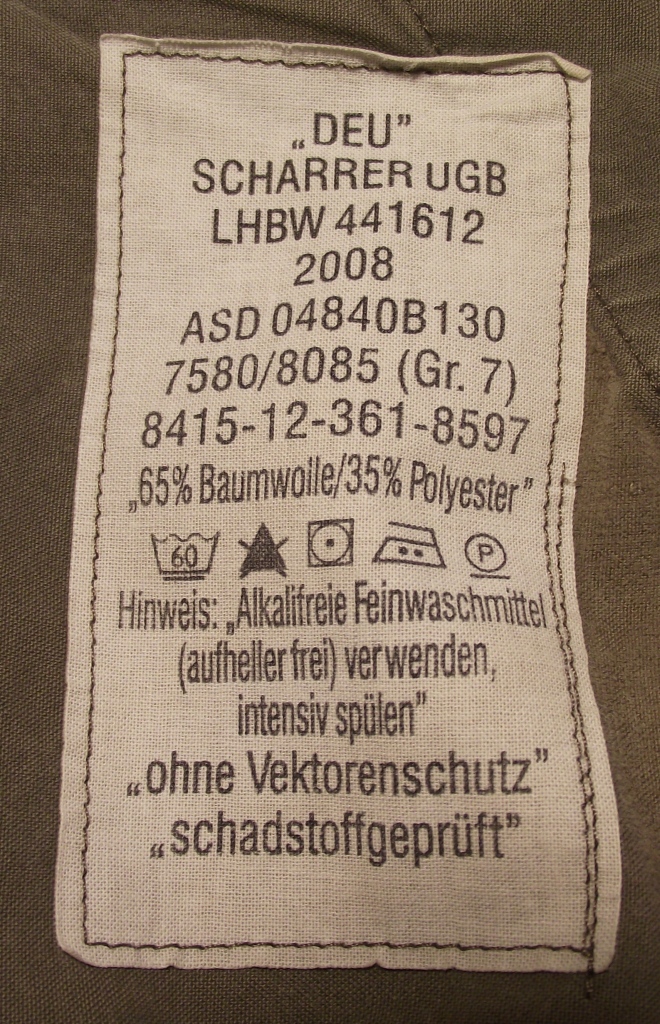 „DEU”
SCHARRER UGB
LHBW 441612
2008
ASD 04840B130
7580/8085 (Gr. 7)
8415-12-361-8597
„65% Baumwolle/35% Polyester”
60 P
Hinweis: „Alkalifreie Feinwaschmittel
(aufheller frei) verwenden,
intensiv spülen”
„ohne Vektorenschutz”
„schadstoffgeprüft”